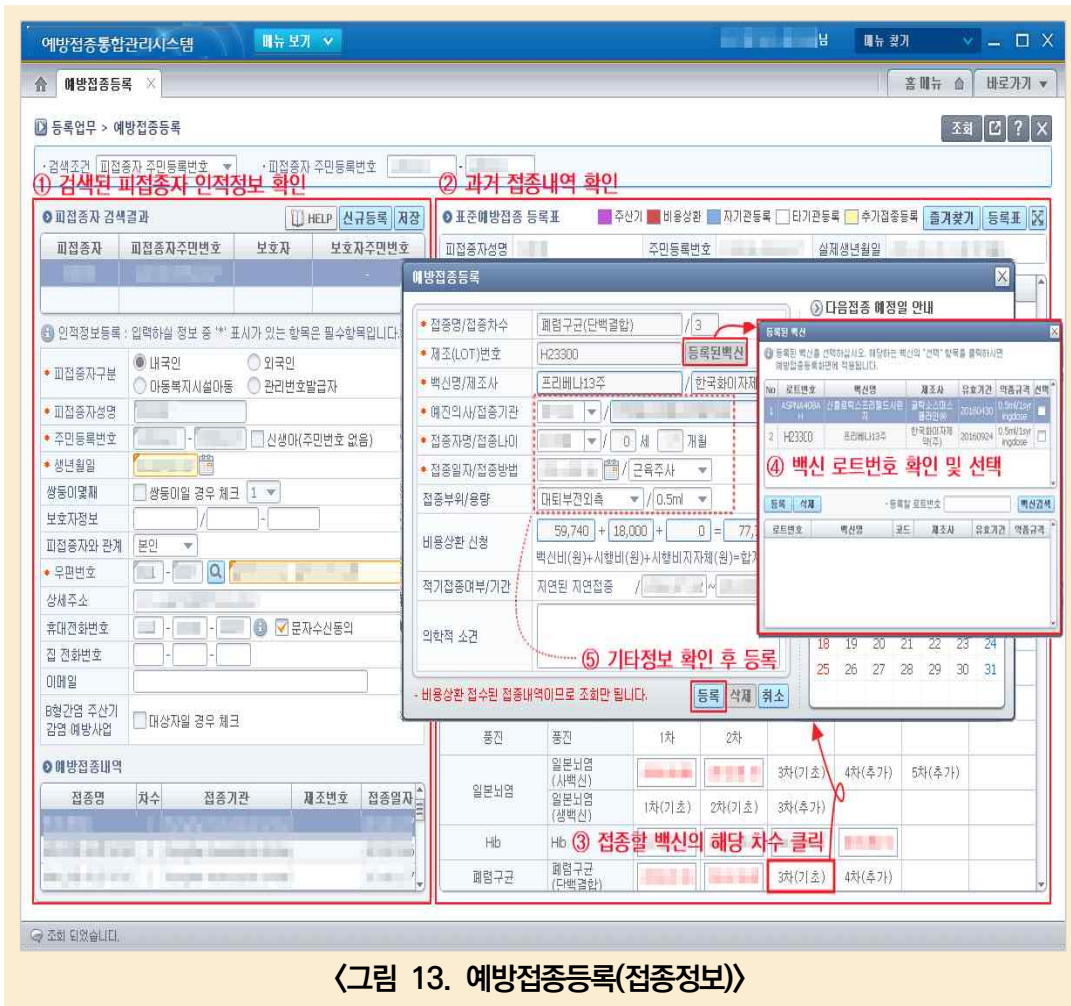 예방접종통합관리시스템 메뉴 보기 님 메뉴 찾기
예방접종등록 홈메뉴 바로가기
등록업무 > 예방접종등록 조회 ? X
·검색조건 피접종자 주민등록번호 ·피접종자 주민등록번호 -
① 검색된 피접종자 인적정보 확인
② 과거 접종내역 확인
피접종자 검색결과 HELP 신규등록 저장
피접종자 피접종자주민번호 보호자 보호자주민번호
-
인적정보등록 : 입력하실 정보 중 '*' 표시가 있는 항목은 필수항목입니다.
* 피접종자구분 내국인 외국인
아동복지시설아동 관리번호발급자
* 피접종자성명
* 주민등록번호 - 신생아(주민번호 없음)
* 생년월일
쌍둥이몇째 쌍둥이일 경우 체크 1
보호자정보 / -
피접종자와 관계 본인
* 우편번호 -
상세주소
휴대전화번호 - - 문자수신동의
집 전화번호 - -
이메일
B형간염 주산기
감염 예방사업 대상자일 경우 체크
예방접종내역
접종명 차수 접종기관 제조번호 접종일자
표준예방접종 등록표 주산기 비용상환 자기관등록 타기관등록 추가접종등록 즐겨찾기 등록표
피접종자성명 주민등록번호 실제생년월일
예방접종등록 X
* 접종명/접종차수 폐렴구균(단백결합) / 3
* 제조(LOT)번호 H23300 등록된백신
* 백신명/제조사 프리베나13주 / 한국화이자제
* 예진의사/접종기관 /
* 접종자명/접종나이 / 0 세 개월
* 접종일자/접종방법 / 근육주사
접종부위/용량 대퇴부전외측 / 0.5ml
비용상환 신청 59,740 + 18,000 + 0 = 77,
백신비(원)+시행비(원)+시행비지자체(원)=합계
적기접종여부/기간 지연된 지연접종 / ~
의학적 소견
⑤ 기타정보 확인 후 등록
- 비용상환 접수된 접종내역이므로 조회만 됩니다. 등록 삭제 취소
다음접종 예정일 안내
등록된 백신 X
등록된 백신을 선택하십시오. 해당하는 백신의 "선택" 항목을 클릭하시면
예방접종등록화면에 적용됩니다.
No 로트번호 백신명 제조사 유효기간 약품규격 선택
1 20160430 0.5ml/1syringdose
2 H23300 프리베나13주 한국화이자제약(주) 20160924 0.5ml/1syringdose
④ 백신 로트번호 확인 및 선택
등록 삭제 ·등록할 로트번호 백신검색
로트번호 백신명 코드 제조사 유효기간 약품규격
18 19 20 21 22 23 24
25 26 27 28 29 30 31
풍진 풍진 1차 2차
일본뇌염 일본뇌염
(사백신) 3차(기초) 4차(추가) 5차(추가)
일본뇌염
(생백신) 1차(기초) 2차(기초) 3차(추가)
Hib Hib
③ 접종할 백신의 해당 차수 클릭
폐렴구균 폐렴구균
(단백결합) 3차(기초) 4차(추가)
조회 되었습니다.
〈그림 13. 예방접종등록(접종정보)〉